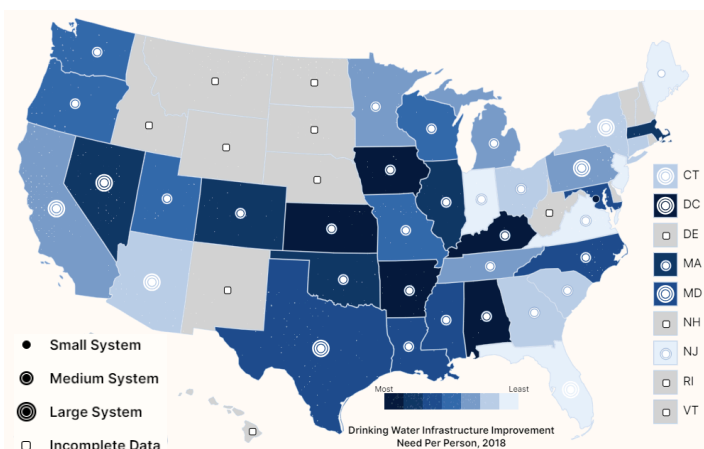 CT
DC
DE
MA
MD
NH
NJ
RI
VT
Small System
Medium System
Large System
Incomplete Data
Most Least
Drinking Water Infrastructure Improvement
Need Per Person, 2018